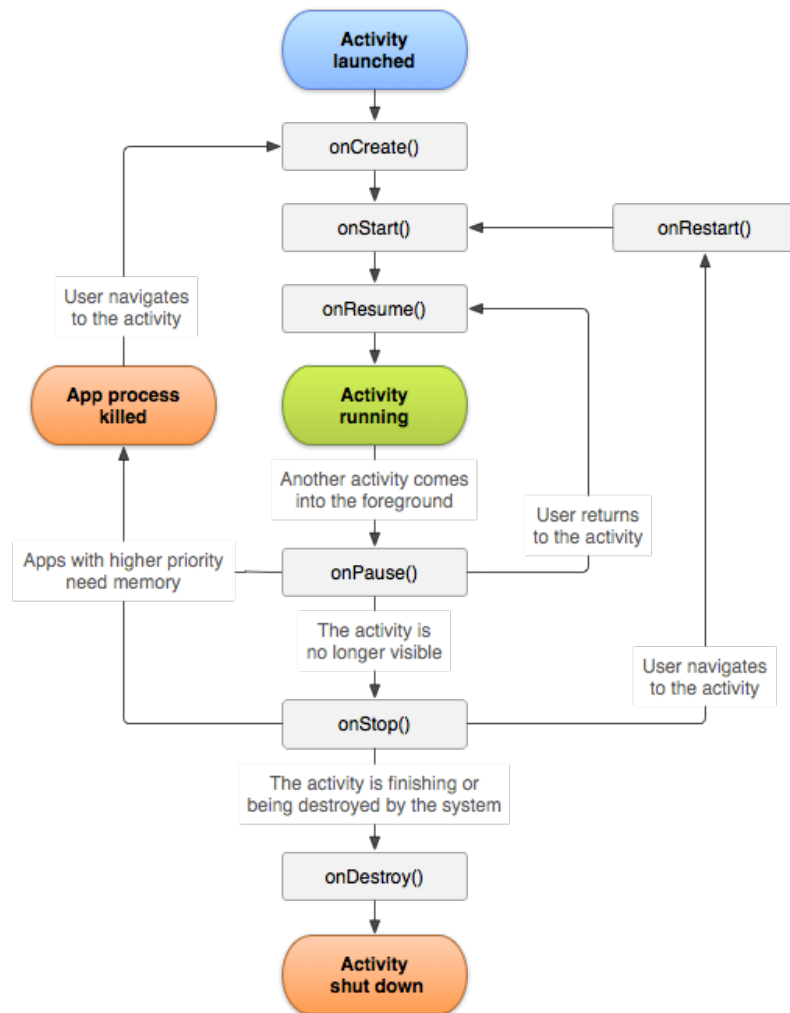 Activity
launched
onCreate()
onStart()
onRestart()
User navigates
to the activity
onResume()
App process
killed
Activity
running
Another activity comes
into the foreground
User returns
to the activity
Apps with higher priority
need memory
onPause()
The activity is
no longer visible
User navigates
to the activity
onStop()
The activity is finishing or
being destroyed by the system
onDestroy()
Activity
shut down